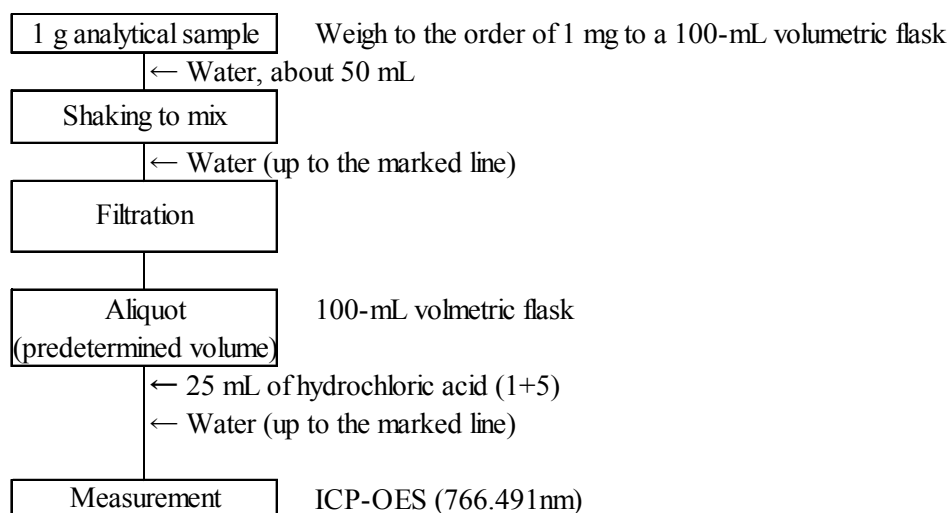 1 g analytical sample Weigh to the order of 1 mg to a 100-mL volumetric flask
← Water, about 50 mL
Shaking to mix
← Water (up to the marked line)
Filtration
Aliquot 100-mL volmetric flask
(predetermined volume)
← 25 mL of hydrochloric acid (1+5)
← Water (up to the marked line)
Measurement ICP-OES (766.491nm)